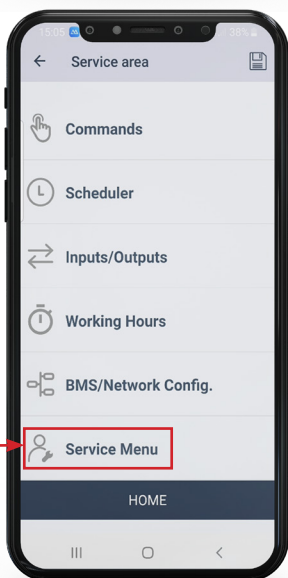 15:05 38%
Service area
Commands
Scheduler
Inputs/Outputs
Working Hours
BMS/Network Config.
Service Menu
HOME